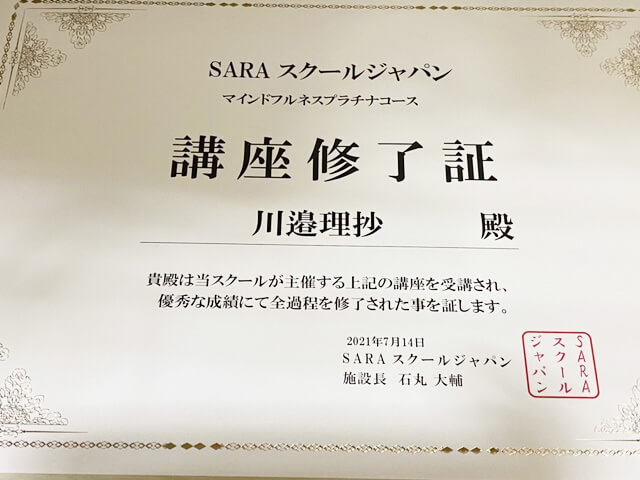 SARA スクールジャパン
マインドフルネスプラチナコース
講座修了証
川邉理抄 殿
貴殿は当スクールが主催する上記の講座を受講され、
優秀な成績にて全過程を修了された事を証します。
2021年7月14日
SARA スクールジャパン
施設長 石丸 大輔
SARA
スクール
ジャパン